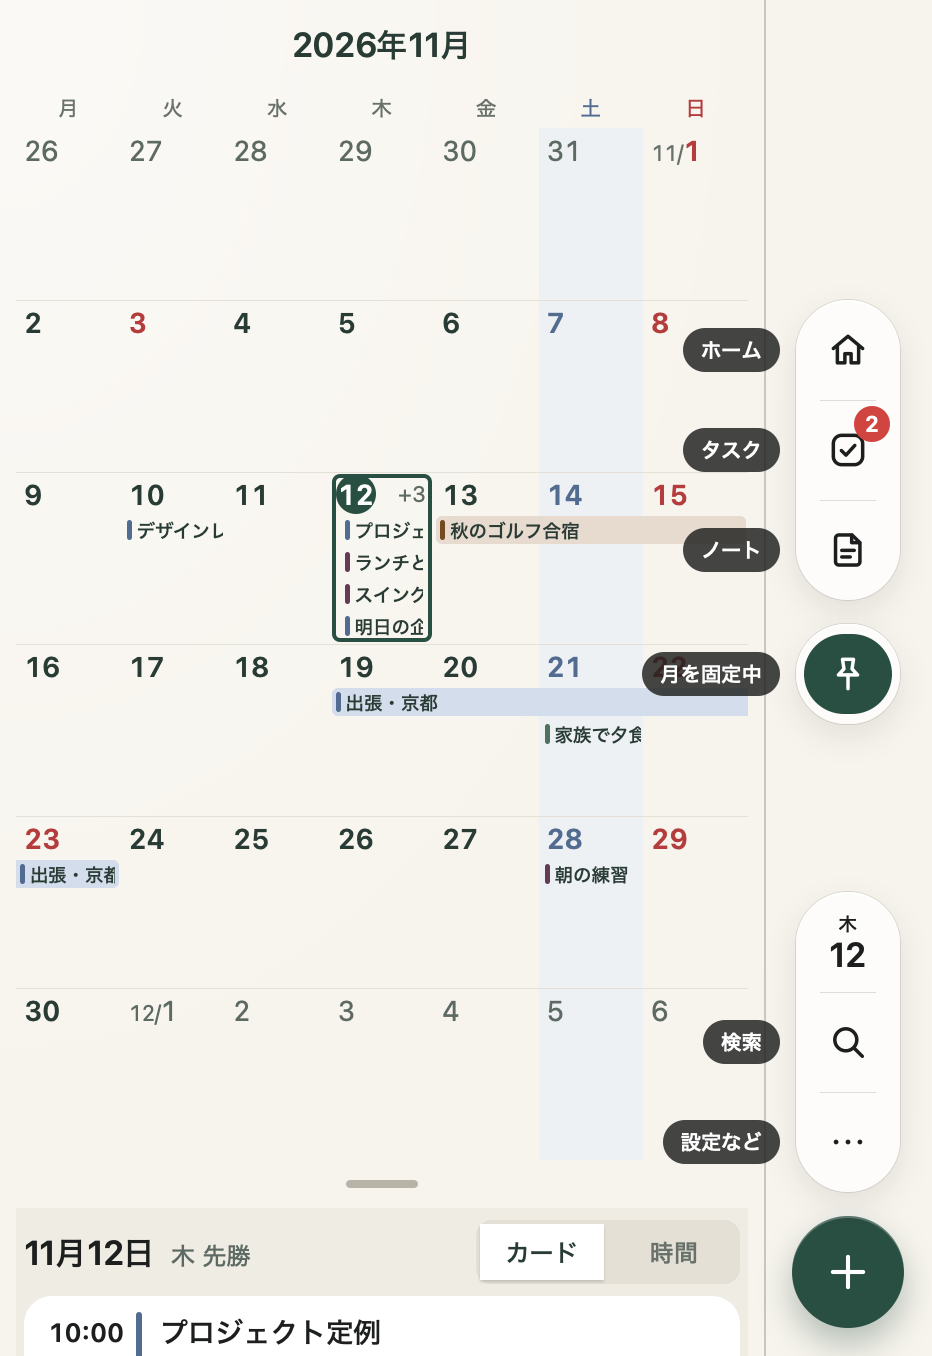 2026年11月
月 火 水 木 金 土 日
26 27 28 29 30 31 11/1
2 3 4 5 6 7 8
ホーム
タスク
2
9 10 11 12 +3 13 14 15
デザインレ
プロジェ
秋のゴルフ合宿
ランチと
スイング
明日の企
ノート
16 17 18 19 20 21 22
月を固定中
出張・京都
家族で夕食
23 24 25 26 27 28 29
出張・京都
朝の練習
木
12
30 12/1 2 3 4 5 6
検索
設定など
11月12日 木 先勝
カード 時間
10:00 プロジェクト定例